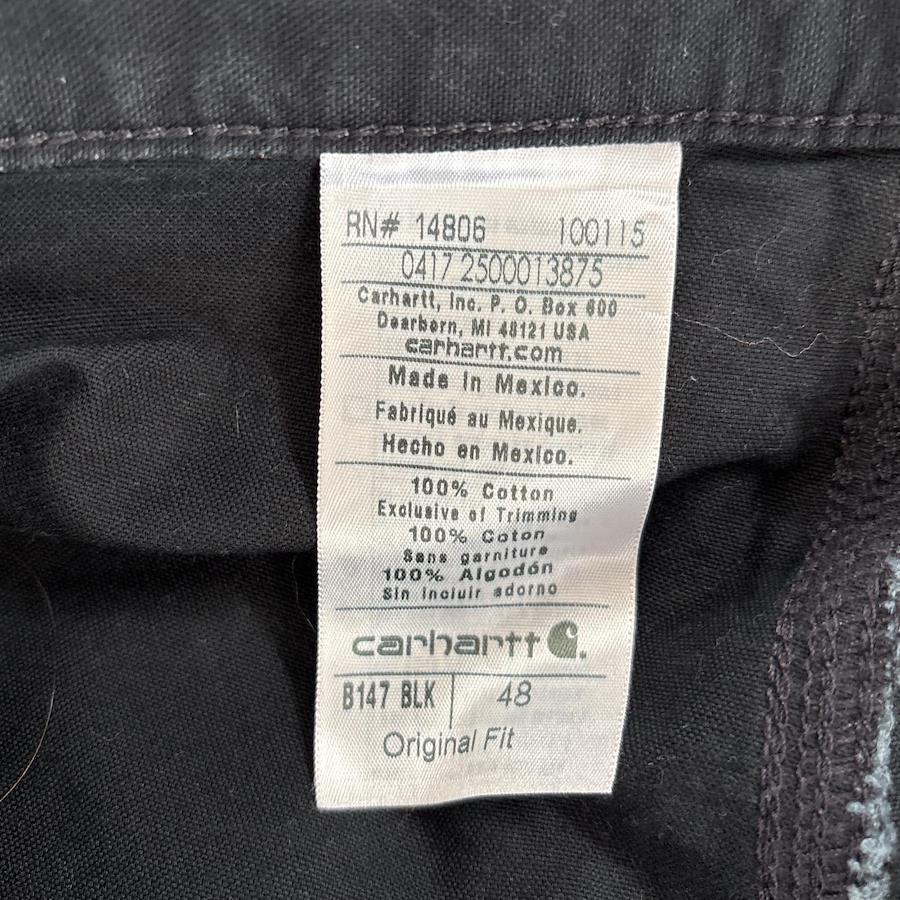 RN# 14806 100115
0417 2500013875
Carhartt, Inc. P. O. Box 600
Dearborn, MI 48121 USA
carhartt.com
Made in Mexico.
Fabriqué au Mexique.
Hecho en Mexico.
100% Cotton
Exclusive of Trimming
100% Coton
Sans garniture
100% Algodón
Sin incluir adorno
carhartt.
B147 BLK 48
Original Fit